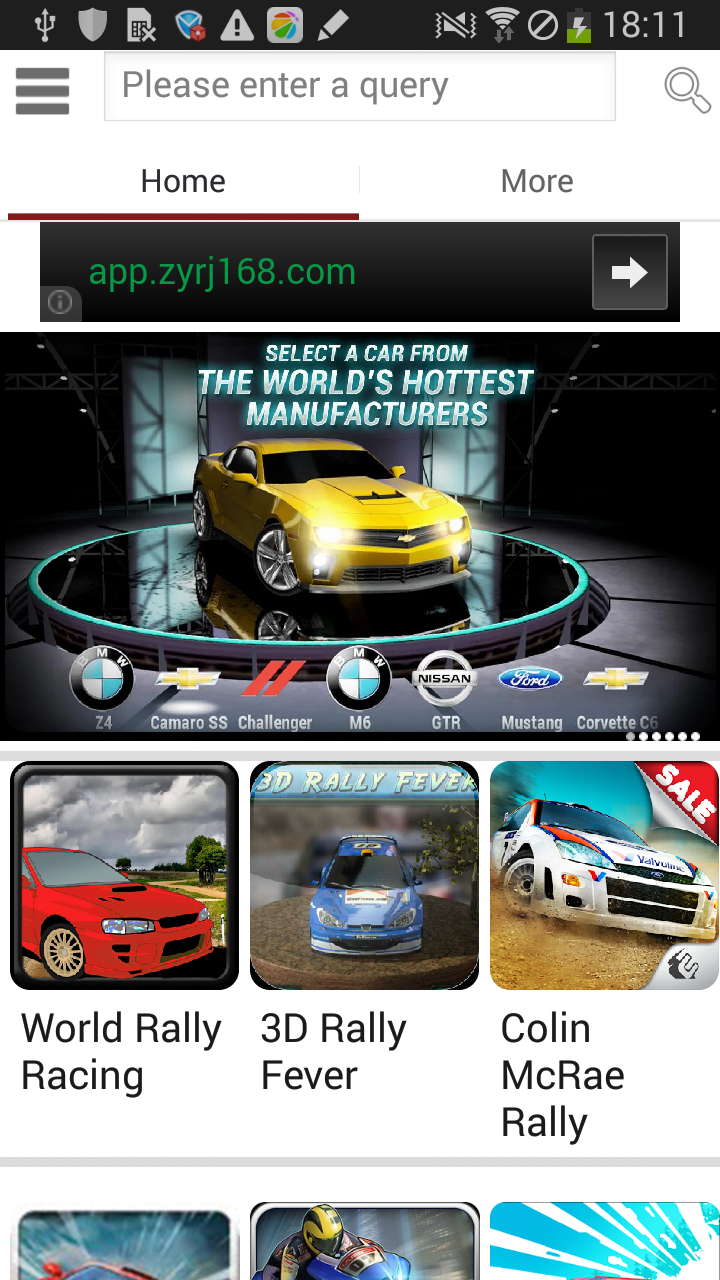 18:11
Please enter a query
Home
More
app.zyrj168.com
SELECT A CAR FROM
THE WORLD'S HOTTEST
MANUFACTURERS
BMW BMW NISSAN Ford
Z4 Camaro SS Challenger M6 GTR Mustang Corvette C6
3D RALLY FEVER
SALE
Valvoline
World Rally
Racing
3D Rally
Fever
Colin
McRae
Rally